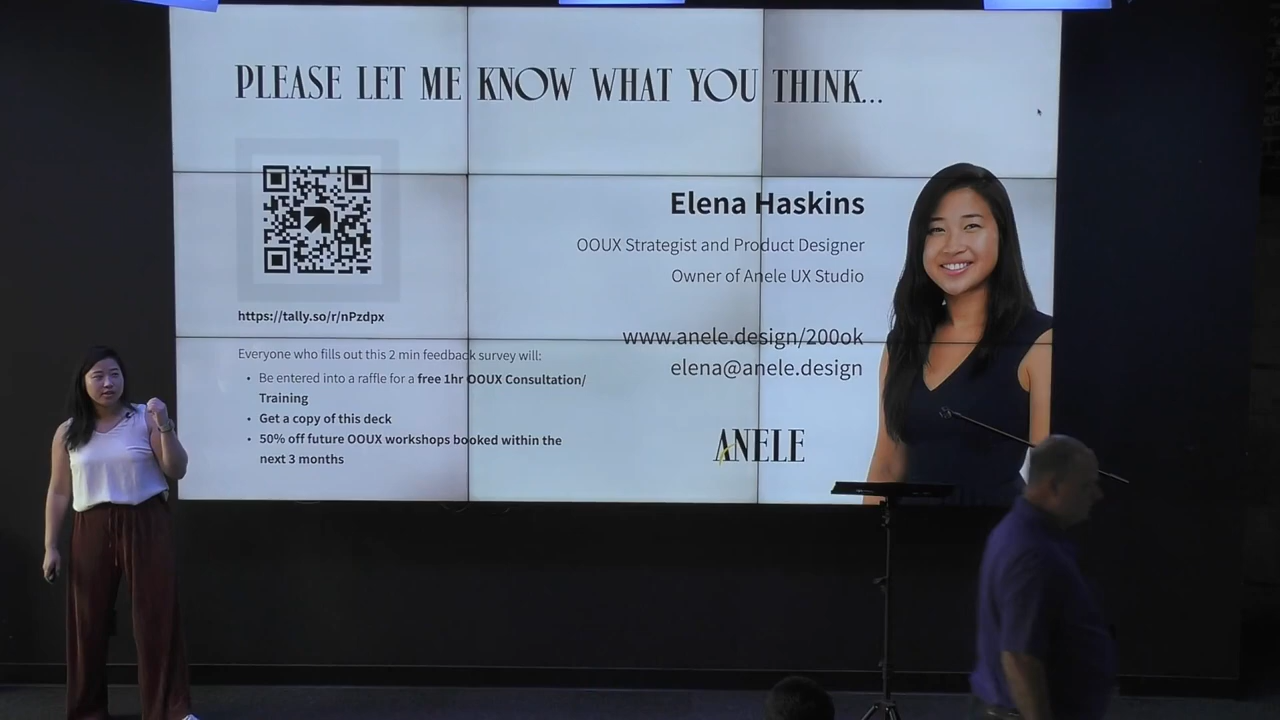 PLEASE LET ME KNOW WHAT YOU THINK...
https://tally.so/r/nPzdpx
Everyone who fills out this 2 min feedback survey will:
• Be entered into a raffle for a free 1hr OOUX Consultation/
Training
• Get a copy of this deck
• 50% off future OOUX workshops booked within the
next 3 months
Elena Haskins
OOUX Strategist and Product Designer
Owner of Anele UX Studio
www.anele.design/200ok
elena@anele.design
ANELE